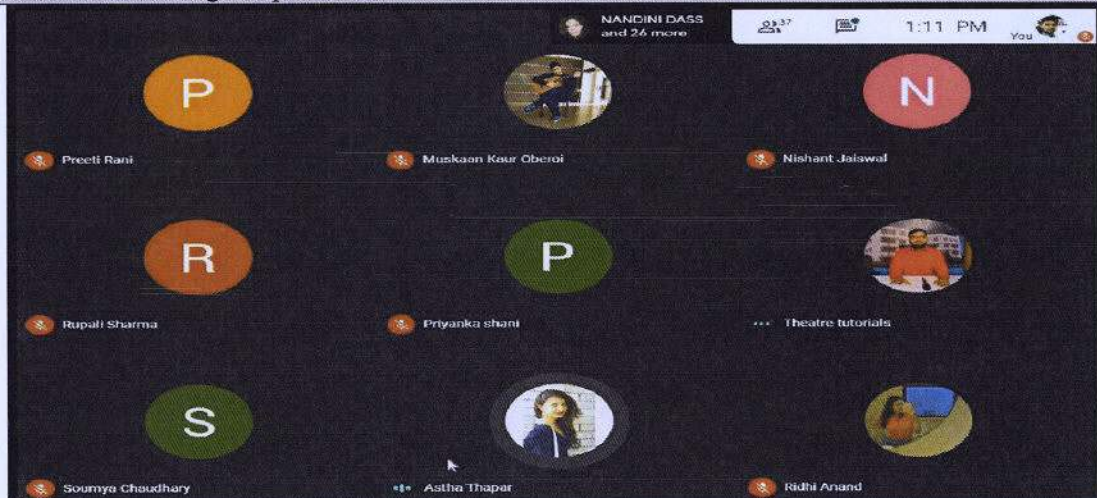 NANDINI DASS
and 26 more
37
1:11 PM
You
P
N
Preeti Rani
Muskaan Kaur Oberoi
Nishant Jaiswal
R
P
Rupali Sharma
Priyanka shani
Theatre tutorials
S
Soumya Chaudhary
Astha Thapar
Ridhi Anand